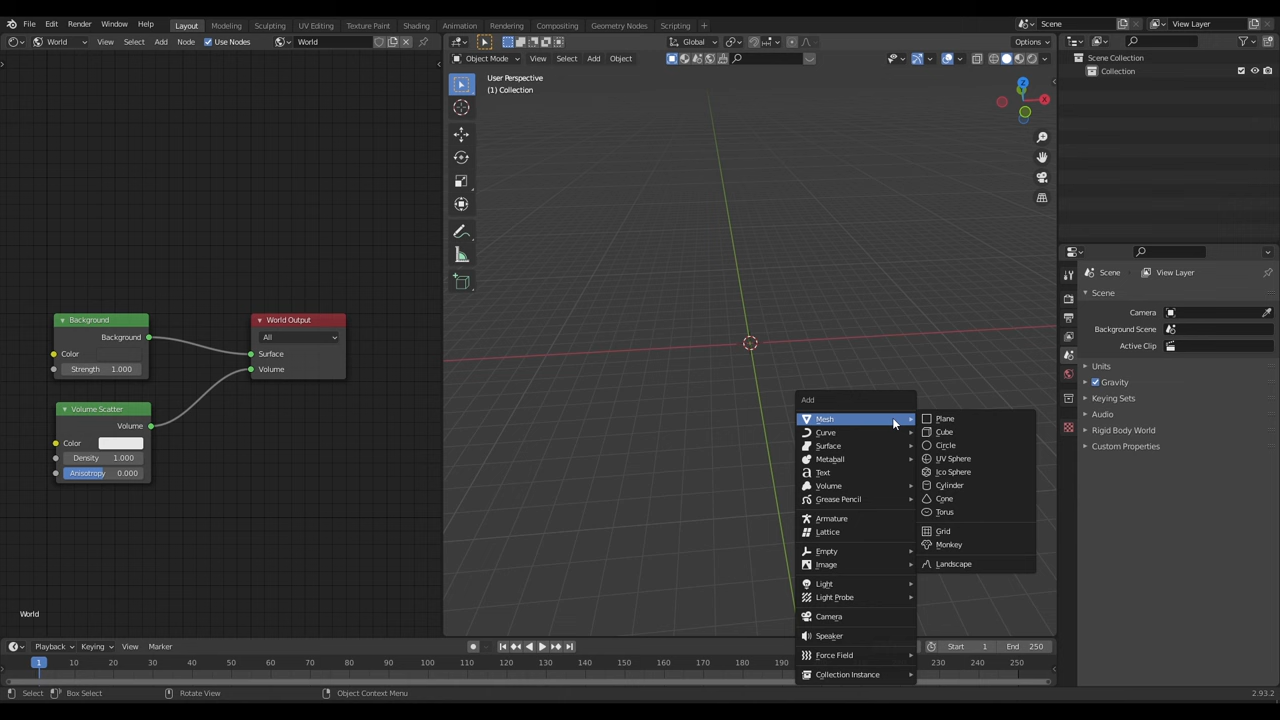 File Edit Render Window Help Layout Modeling Sculpting UV Editing Texture Paint Shading Animation Rendering Compositing Geometry Nodes Scripting Scene View Layer
World View Select Add Node Use Nodes World Global Options
Object Mode View Select Add Object
User Perspective
(1) Collection
Scene Collection
Collection
Background
Background
Color
Strength 1.000
World Output
All
Surface
Volume
Volume Scatter
Volume
Color
Density 1.000
Anisotropy 0.000
World
Add
Mesh
Curve
Surface
Metaball
Text
Volume
Grease Pencil
Armature
Lattice
Empty
Image
Light
Light Probe
Camera
Speaker
Force Field
Collection Instance
Plane
Cube
Circle
UV Sphere
Ico Sphere
Cylinder
Cone
Torus
Grid
Monkey
Landscape
Scene View Layer
Scene
Camera
Background Scene
Active Clip
Units
Gravity
Keying Sets
Audio
Rigid Body World
Custom Properties
Playback Keying View Marker Start 1 End 250
1 10 20 30 40 50 60 70 80 90 100 110 120 130 140 150 160 170 180 190 230 240 250
Select Box Select Rotate View Object Context Menu 2.93.2